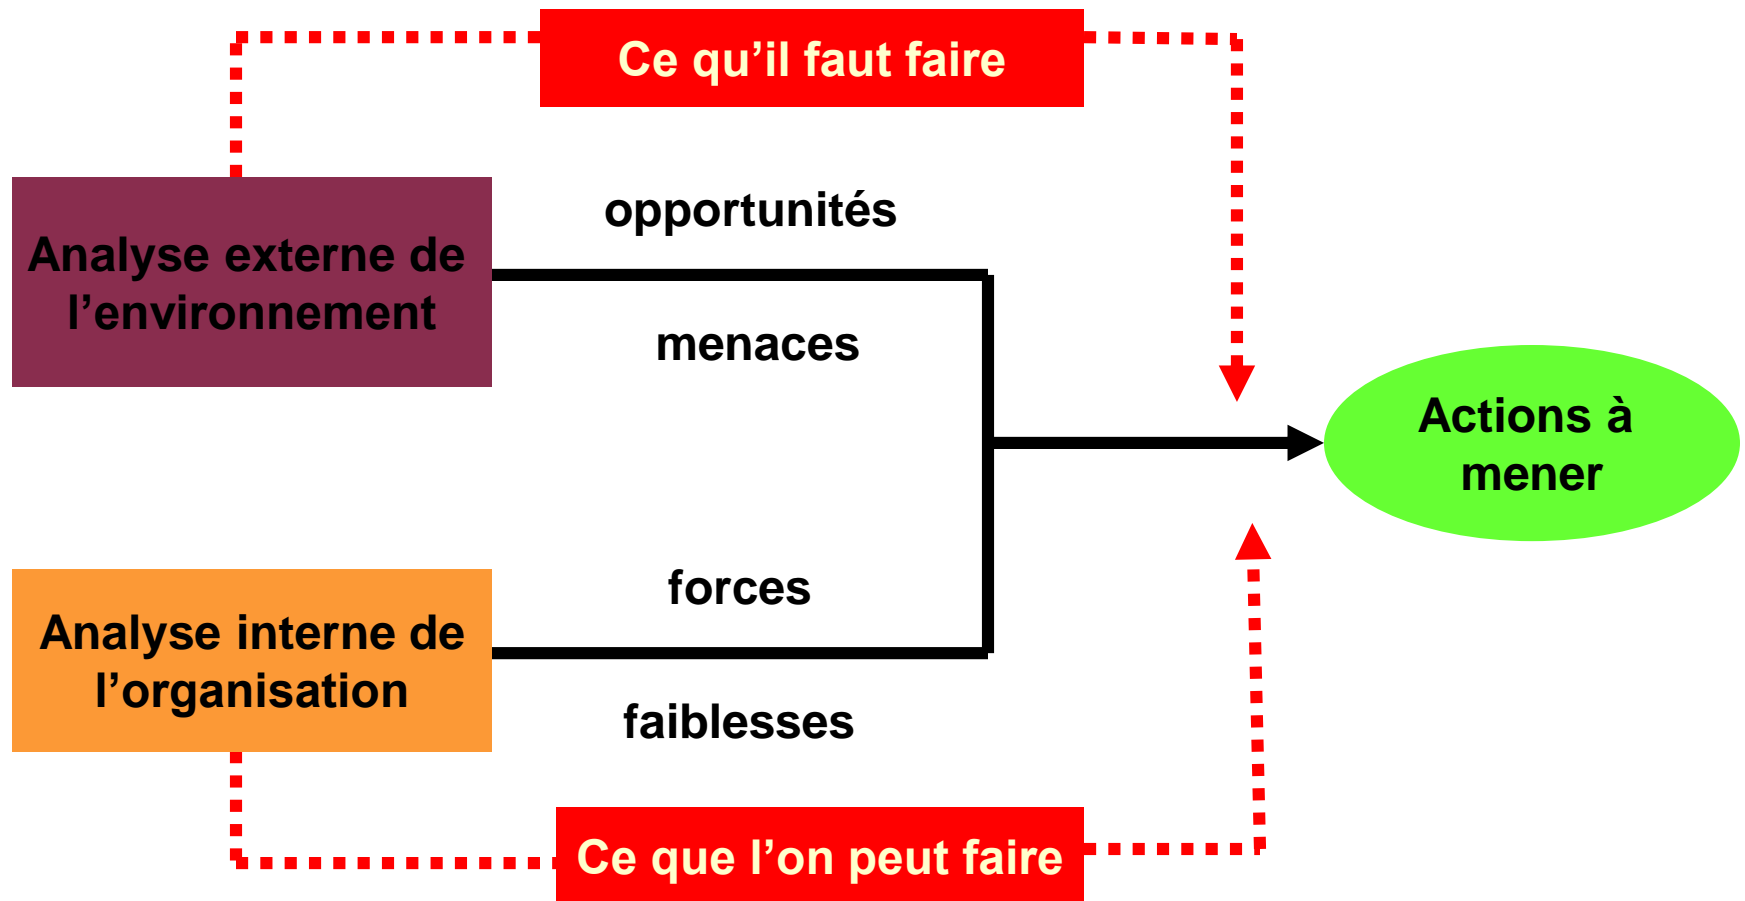 Ce qu’il faut faire
opportunités
Analyse externe de
l’environnement
menaces
Actions à
mener
forces
Analyse interne de
l’organisation
faiblesses
Ce que l’on peut faire